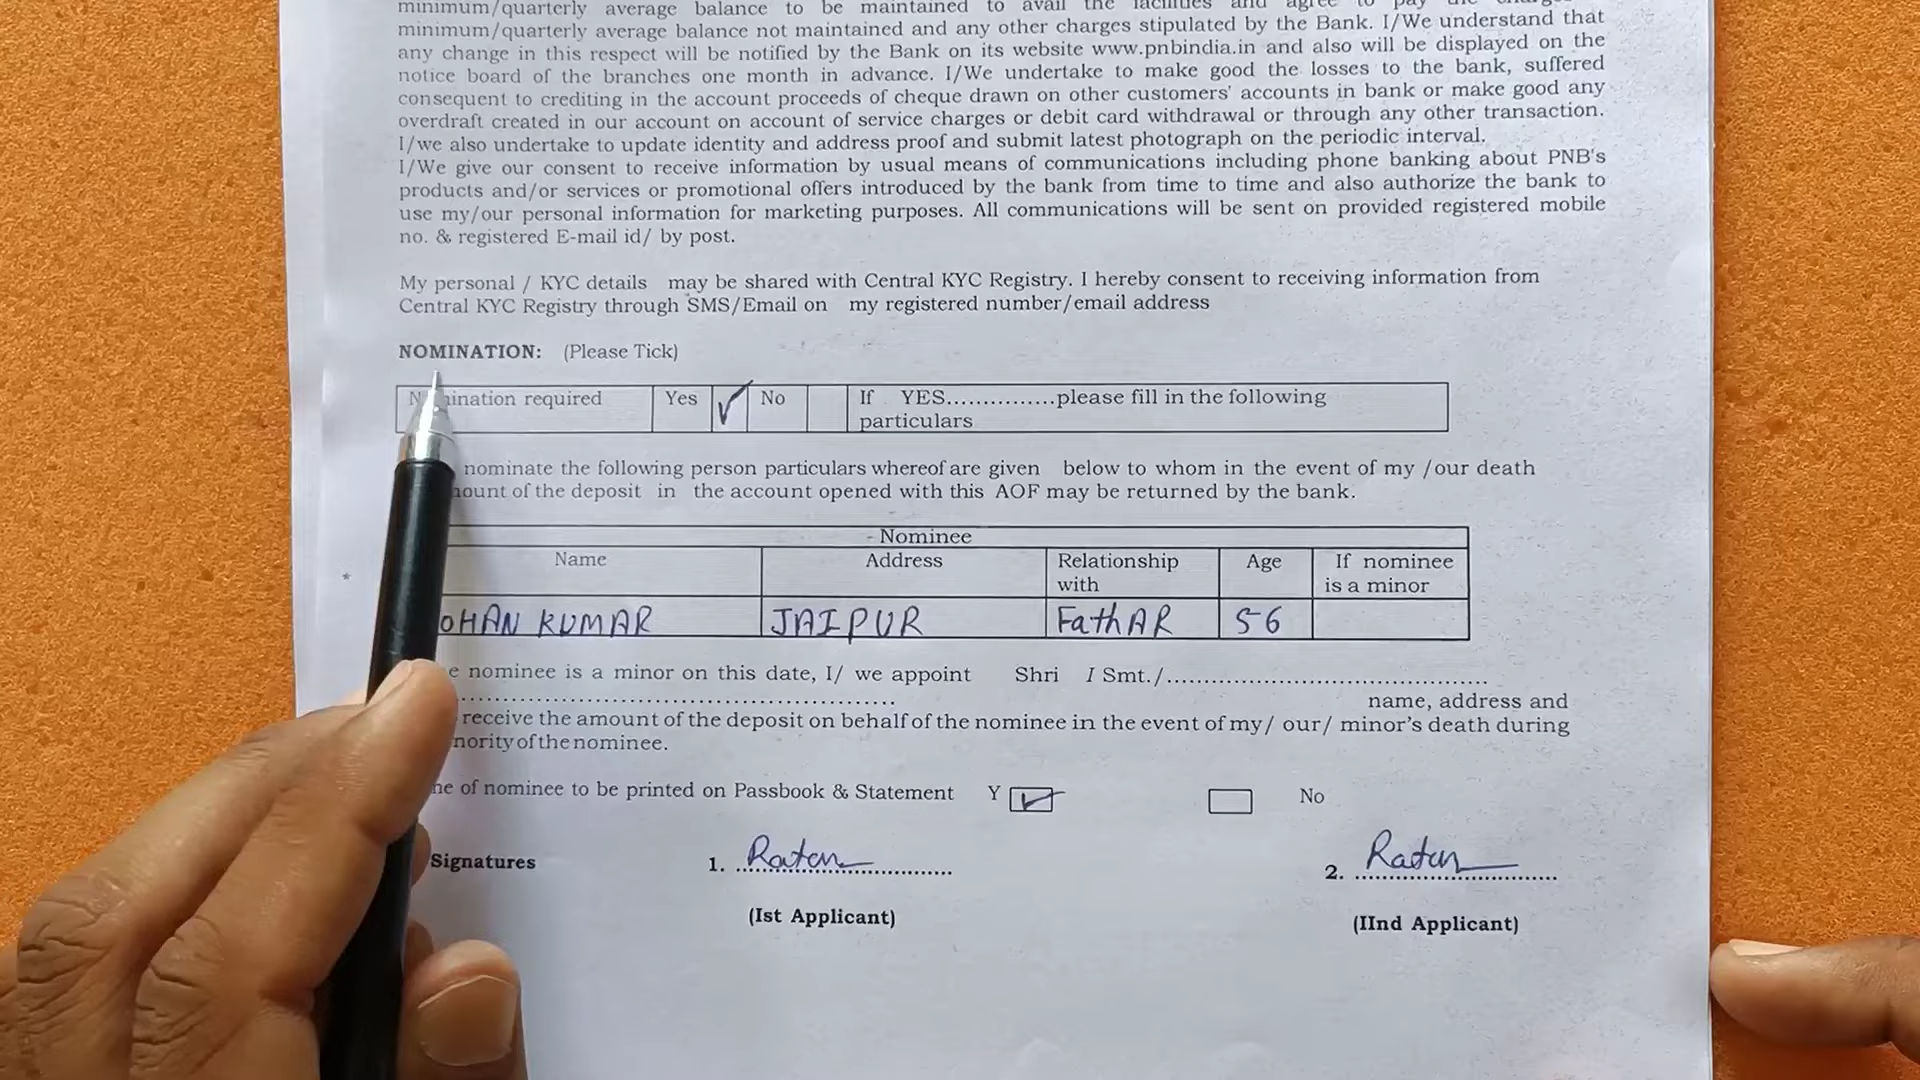 minimum/quarterly average balance to be maintained to avail the facilities and agree to pay the charges
minimum/quarterly average balance not maintained and any other charges stipulated by the Bank. I/We understand that
any change in this respect will be notified by the Bank on its website www.pnbindia.in and also will be displayed on the
notice board of the branches one month in advance. I/We undertake to make good the losses to the bank, suffered
consequent to crediting in the account proceeds of cheque drawn on other customers' accounts in bank or make good any
overdraft created in our account on account of service charges or debit card withdrawal or through any other transaction.
I/we also undertake to update identity and address proof and submit latest photograph on the periodic interval.
I/We give our consent to receive information by usual means of communications including phone banking about PNB's
products and/or services or promotional offers introduced by the bank from time to time and also authorize the bank to
use my/our personal information for marketing purposes. All communications will be sent on provided registered mobile
no. & registered E-mail id/ by post.
My personal / KYC details may be shared with Central KYC Registry. I hereby consent to receiving information from
Central KYC Registry through SMS/Email on my registered number/email address
NOMINATION: (Please Tick)
required Yes ✓ No If YES...............please fill in the following
particulars
nominate the following person particulars whereof are given below to whom in the event of my /our death
of the deposit in the account opened with this AOF may be returned by the bank.
Nominee
Name Address Relationship with Age If nominee is a minor
KUMAR JAIPUR FathAR 56
nominee is a minor on this date, I/ we appoint Shri I Smt./................................................
.................................................... name, address and
receive the amount of the deposit on behalf of the nominee in the event of my/ our/ minor's death during
of the nominee.
of nominee to be printed on Passbook & Statement Y ✓ No
Signatures 1. Ratan 2. Ratan
(Ist Applicant) (IInd Applicant)